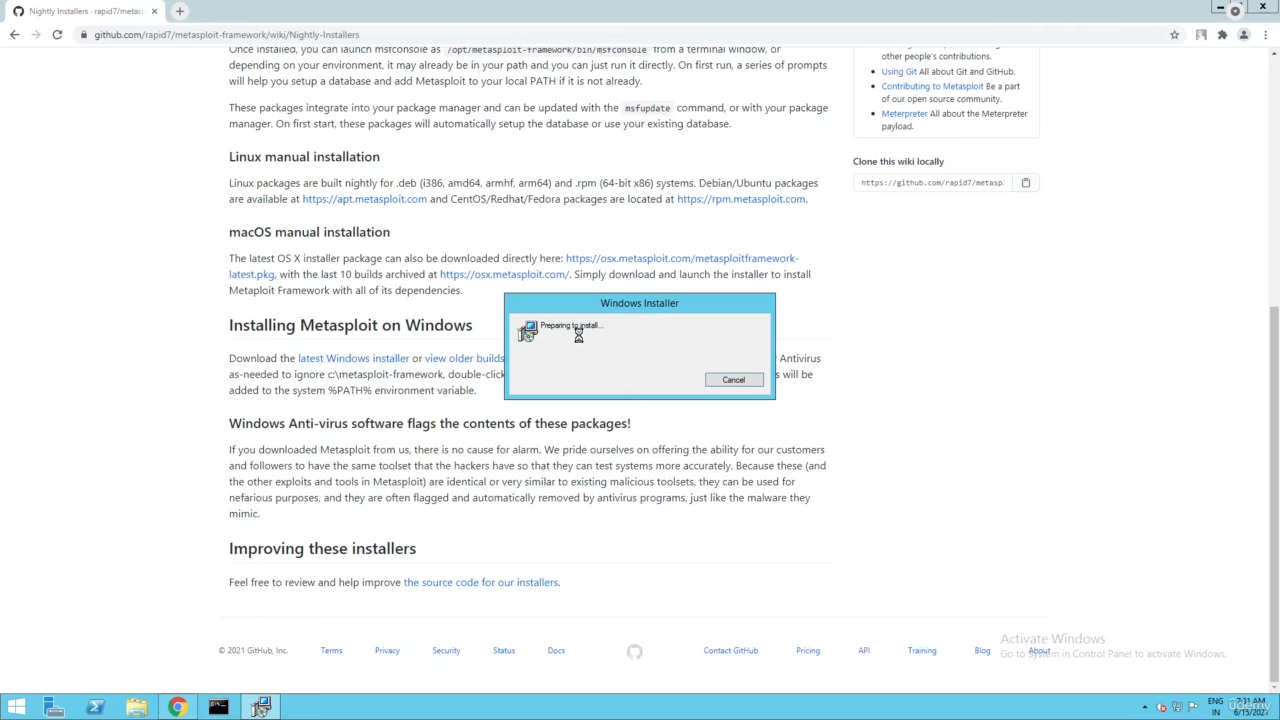 Nightly Installers - rapid7/metas
github.com/rapid7/metasploit-framework/wiki/Nightly-Installers
Once installed, you can launch msfconsole as /opt/metasploit-framework/bin/msfconsole from a terminal window, or
depending on your environment, it may already be in your path and you can just run it directly. On first run, a series of prompts
will help you setup a database and add Metasploit to your local PATH if it is not already.
These packages integrate into your package manager and can be updated with the msfupdate command, or with your package
manager. On first start, these packages will automatically setup the database or use your existing database.
Linux manual installation
Linux packages are built nightly for .deb (i386, amd64, armhf, arm64) and .rpm (64-bit x86) systems. Debian/Ubuntu packages
are available at https://apt.metasploit.com and CentOS/Redhat/Fedora packages are located at https://rpm.metasploit.com.
macOS manual installation
The latest OS X installer package can also be downloaded directly here: https://osx.metasploit.com/metasploitframework-
latest.pkg, with the last 10 builds archived at https://osx.metasploit.com/. Simply download and launch the installer to install
Metaploit Framework with all of its dependencies.
Installing Metasploit on Windows
Download the latest Windows installer or view older builds Antivirus
as-needed to ignore c:\metasploit-framework, double-click s will be
added to the system %PATH% environment variable.
Windows Installer
Preparing to install...
Cancel
Windows Anti-virus software flags the contents of these packages!
If you downloaded Metasploit from us, there is no cause for alarm. We pride ourselves on offering the ability for our customers
and followers to have the same toolset that the hackers have so that they can test systems more accurately. Because these (and
the other exploits and tools in Metasploit) are identical or very similar to existing malicious toolsets, they can be used for
nefarious purposes, and they are often flagged and automatically removed by antivirus programs, just like the malware they
mimic.
Improving these installers
Feel free to review and help improve the source code for our installers.
other people's contributions.
Using Git All about Git and GitHub.
Contributing to Metasploit Be a part
of our open source community.
Meterpreter All about the Meterpreter
payload.
Clone this wiki locally
https://github.com/rapid7/metasp
© 2021 GitHub, Inc. Terms Privacy Security Status Docs Contact GitHub Pricing API Training Blog About
Activate Windows
Go to System in Control Panel to activate Windows.
ENG
IN
7:31 AM
6/15/202
udemy